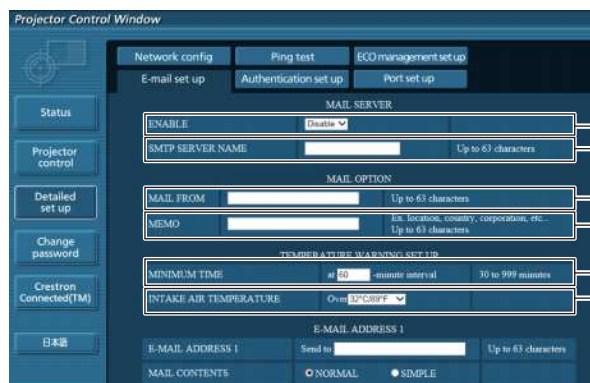 Projector Control Window
Network config Ping test ECO management set up
E-mail set up Authentication set up Port set up
Status
Projector control
Detailed set up
Change password
Crestron Connected(TM)
日本語
MAIL SERVER
ENABLE Disable
SMTP SERVER NAME Up to 63 characters
MAIL OPTION
MAIL FROM Up to 63 characters
MEMO Ex. location, country, corporation, etc...
Up to 63 characters
TEMPERATURE WARNING SET UP
MINIMUM TIME at 60 -minute interval 30 to 999 minutes
INTAKE AIR TEMPERATURE Over 32°C/89°F
E-MAIL ADDRESS 1
E-MAIL ADDRESS 1 Send to Up to 63 characters
MAIL CONTENTS NORMAL SIMPLE